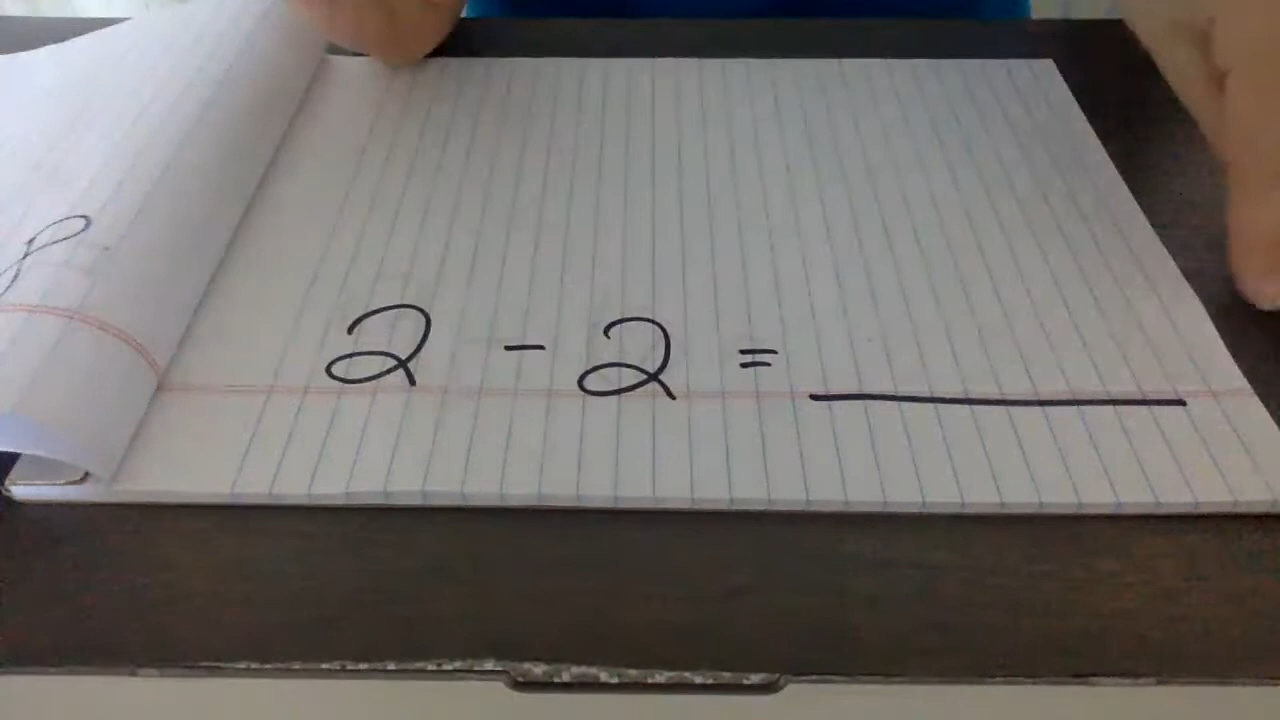 2 - 2 = ____